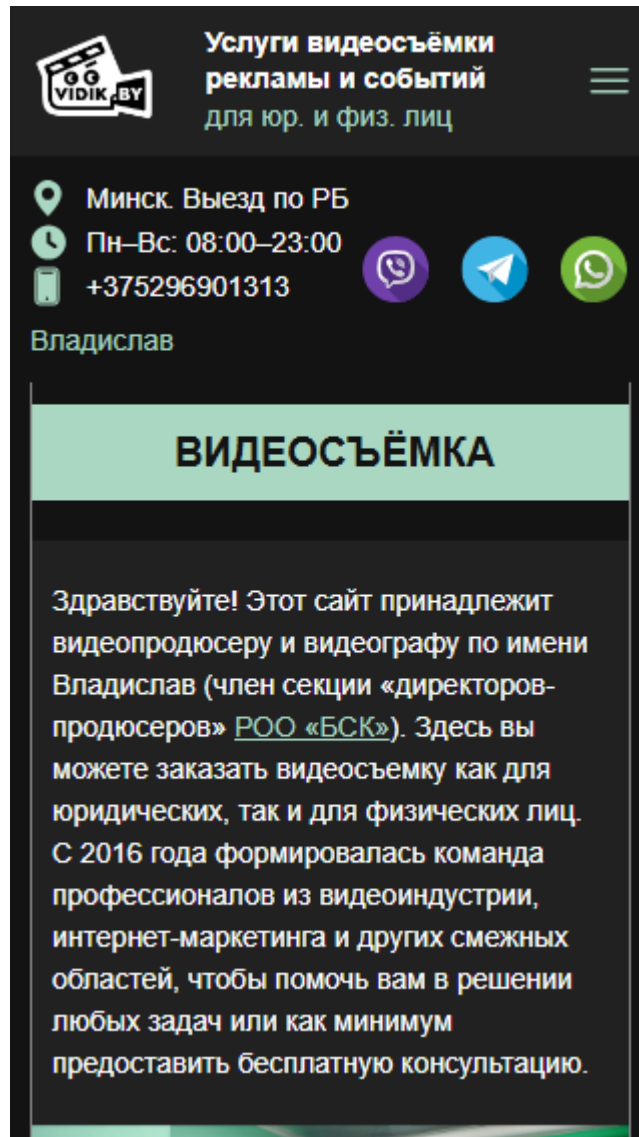 VIDIK.BY
Услуги видеосъёмки
рекламы и событий
для юр. и физ. лиц
Минск. Выезд по РБ
Пн–Вс: 08:00–23:00
+375296901313
Владислав
ВИДЕОСЪЁМКА
Здравствуйте! Этот сайт принадлежит
видеопродюсеру и видеографу по имени
Владислав (член секции «директоров-
продюсеров» РОО «БСК»). Здесь вы
можете заказать видеосъемку как для
юридических, так и для физических лиц.
С 2016 года формировалась команда
профессионалов из видеоиндустрии,
интернет-маркетинга и других смежных
областей, чтобы помочь вам в решении
любых задач или как минимум
предоставить бесплатную консультацию.